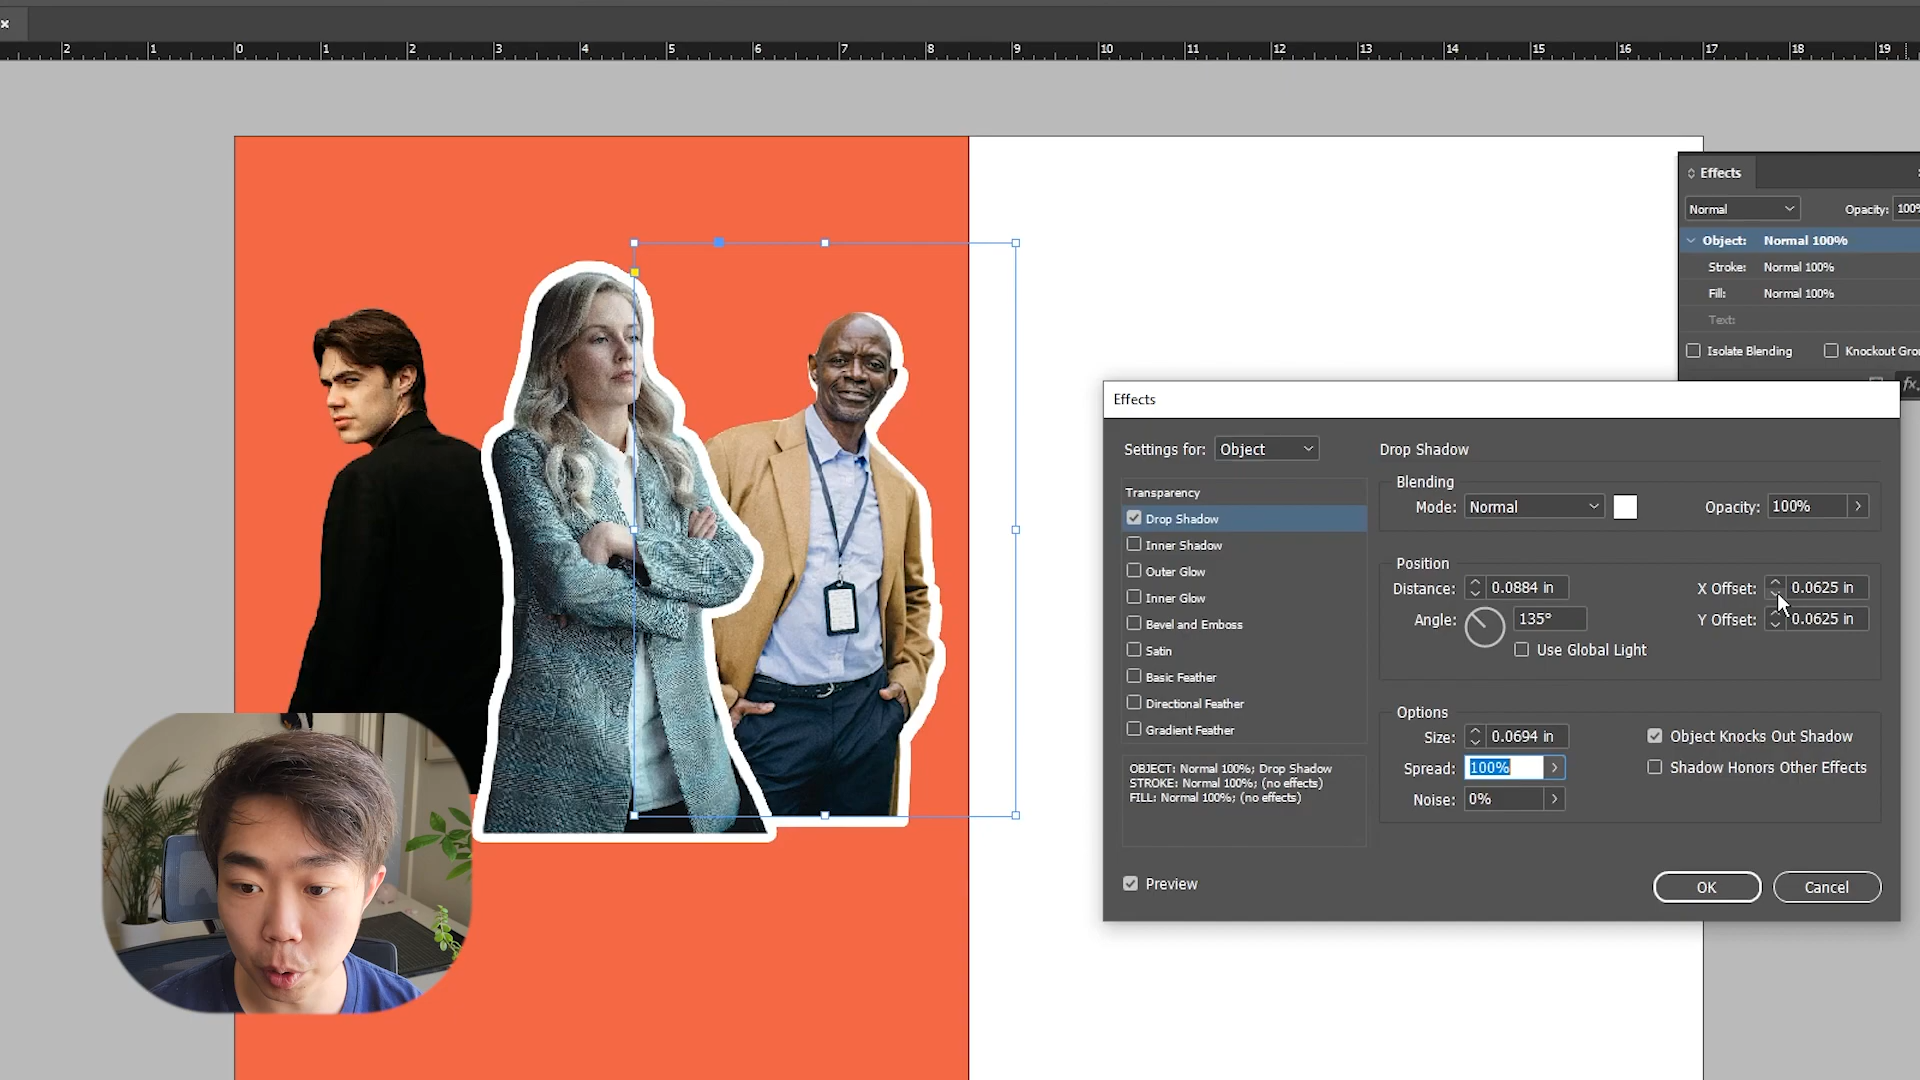 2 1 0 1 2 3 4 5 6 7 8 9 10 11 12 13 14 15 16 17 18 19
Effects
Normal Opacity: 100%
Object: Normal 100%
Stroke: Normal 100%
Fill: Normal 100%
Text:
Isolate Blending Knockout Grou
fx.
Effects
Settings for: Object
Transparency
Drop Shadow
Inner Shadow
Outer Glow
Inner Glow
Bevel and Emboss
Satin
Basic Feather
Directional Feather
Gradient Feather
OBJECT: Normal 100%; Drop Shadow
STROKE: Normal 100%; (no effects)
FILL: Normal 100%; (no effects)
Preview
Drop Shadow
Blending
Mode: Normal Opacity: 100%
Position
Distance: 0.0884 in X Offset: 0.0625 in
Angle: 135° Y Offset: 0.0625 in
Use Global Light
Options
Size: 0.0694 in Object Knocks Out Shadow
Spread: 100% Shadow Honors Other Effects
Noise: 0%
OK Cancel